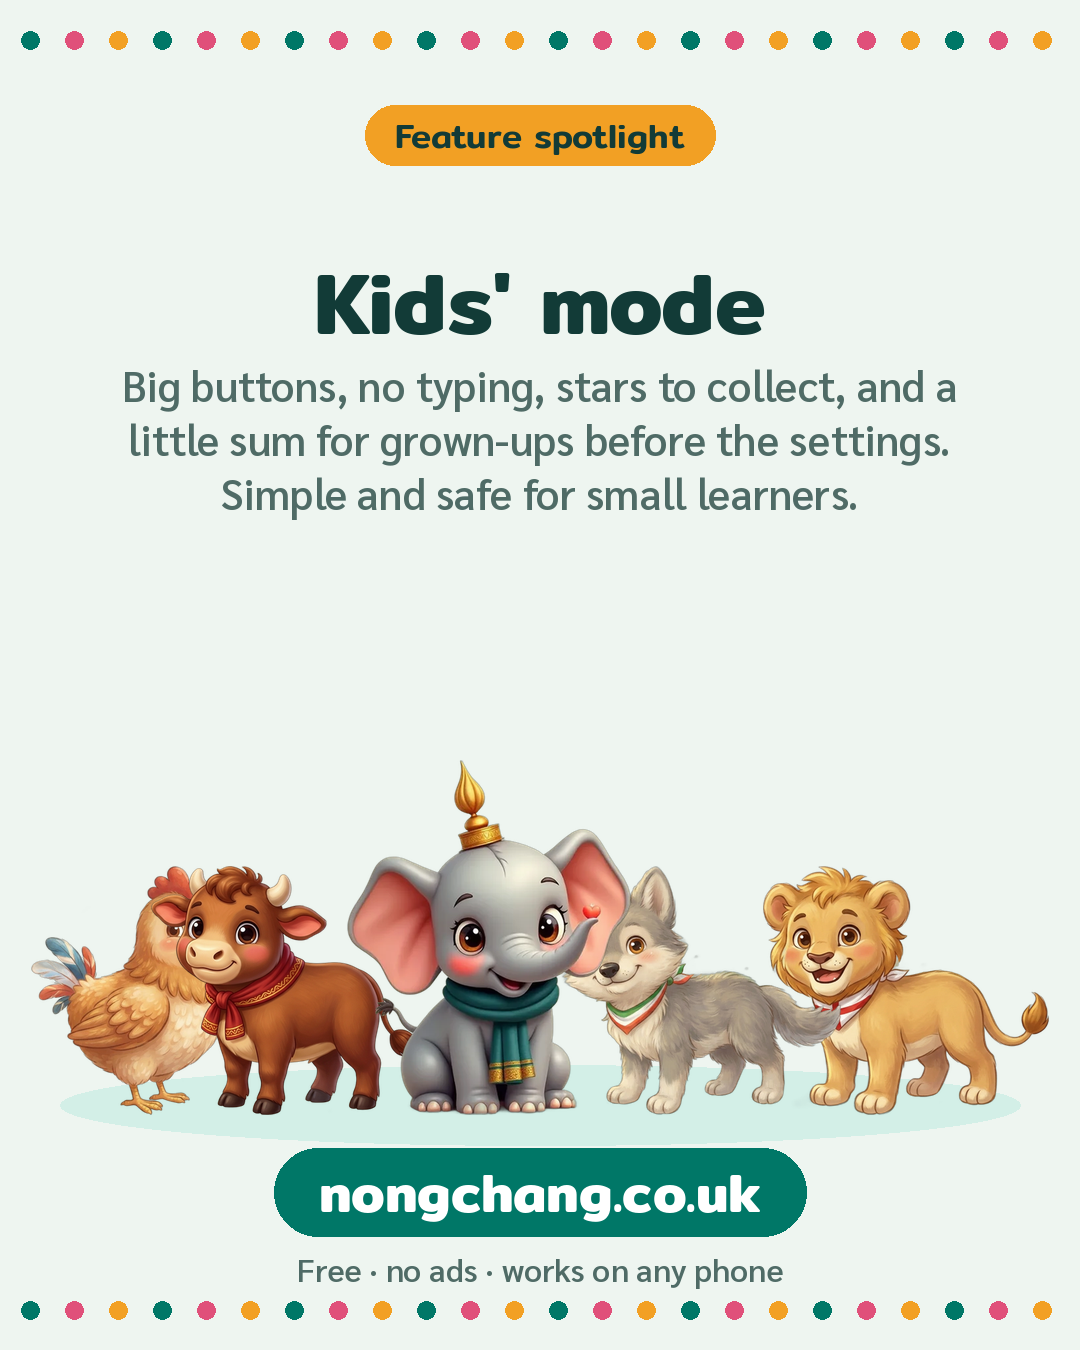 Feature spotlight
Kids' mode
Big buttons, no typing, stars to collect, and a
little sum for grown-ups before the settings.
Simple and safe for small learners.
nongchang.co.uk
Free · no ads · works on any phone